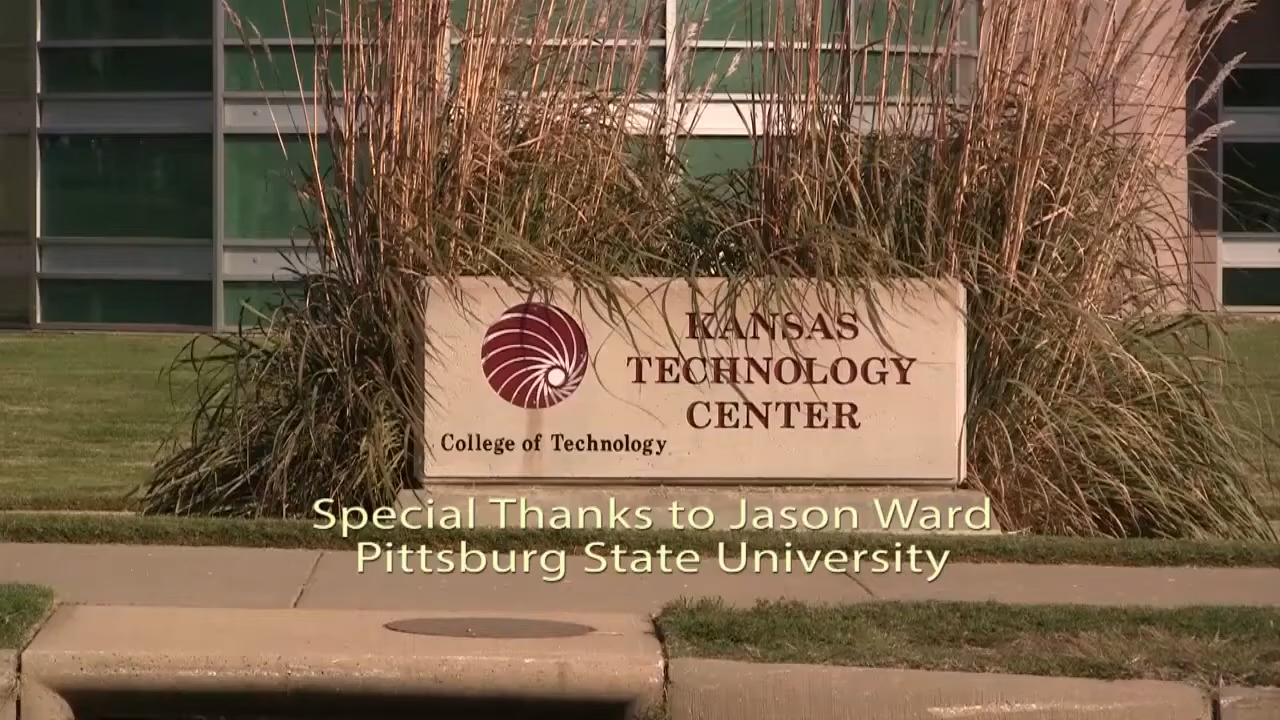 KANSAS
TECHNOLOGY
CENTER
College of Technology
Special Thanks to Jason Ward
Pittsburg State University